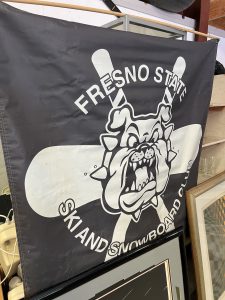 FRESNO STATE
SKI AND SNOWBOARD CLUB